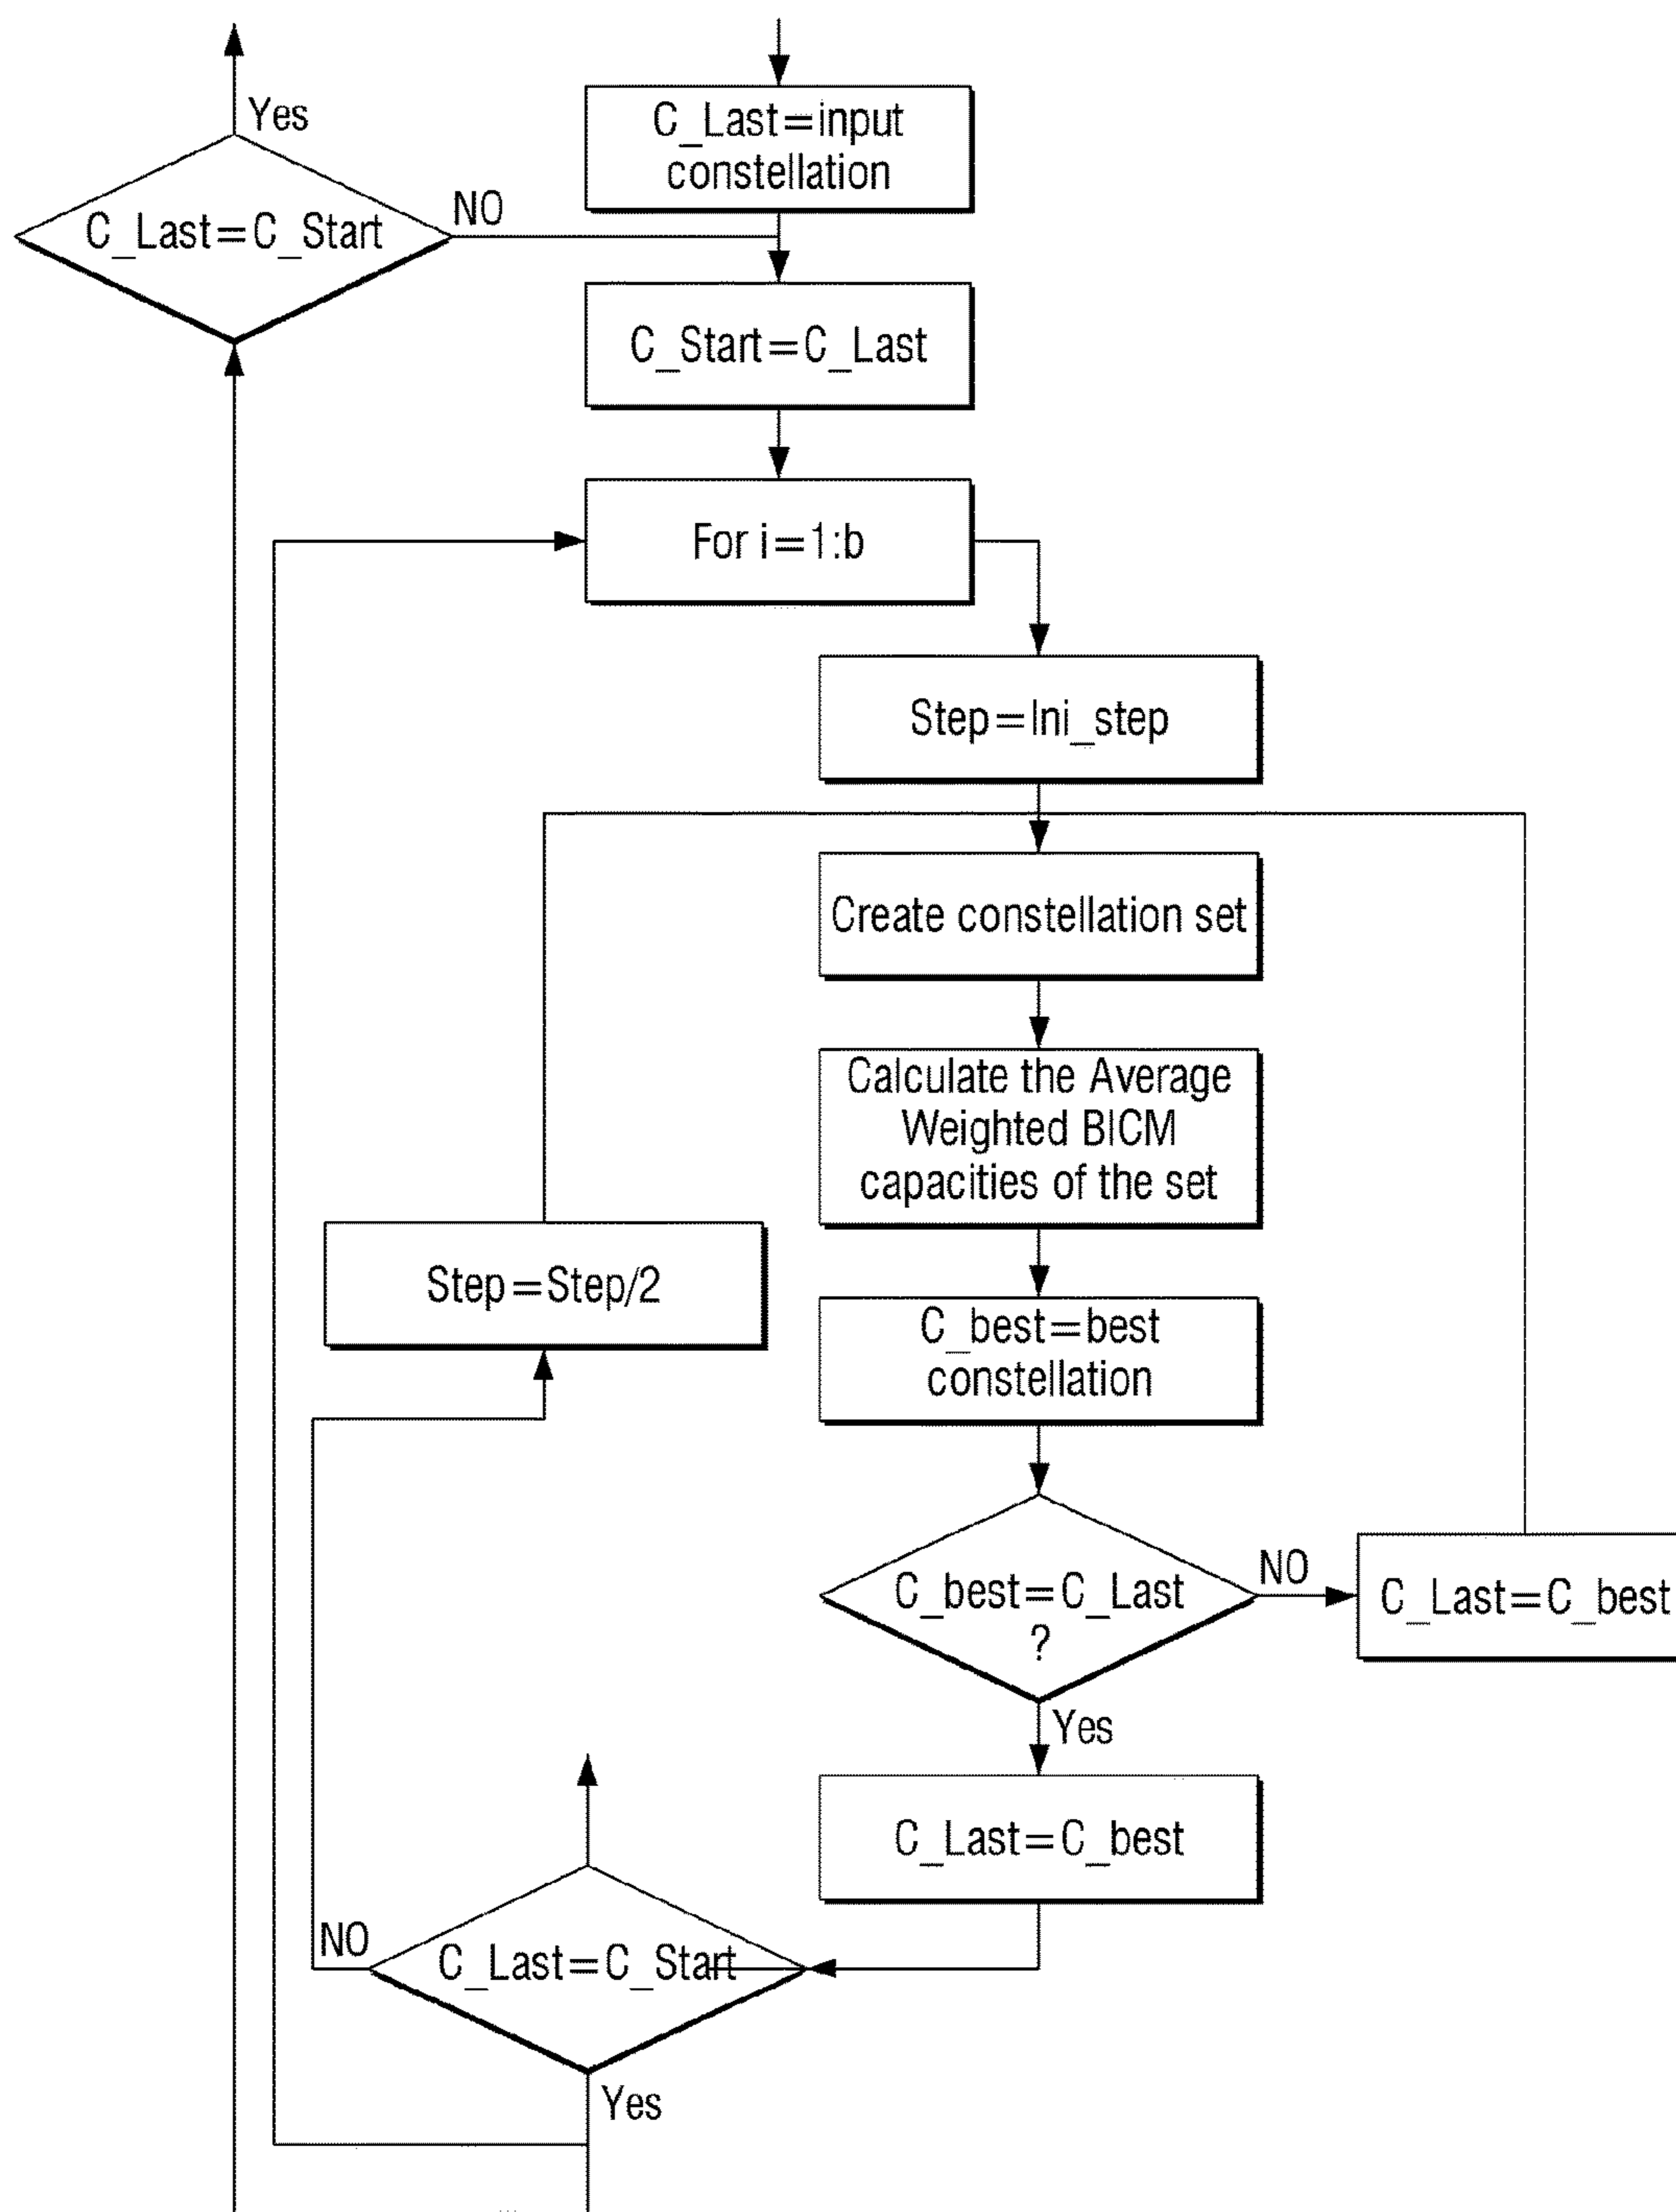 Yes
C_Last=input
constellation
C_Last=C_Start
NO
C_Start=C_Last
For i=1:b
Step=Ini_step
Create constellation set
Calculate the Average
Weighted BICM
capacities of the set
Step=Step/2
C_best=best
constellation
C_best=C_Last
?
NO
C_Last=C_best
Yes
C_Last=C_best
NO
C_Last=C_Start
Yes